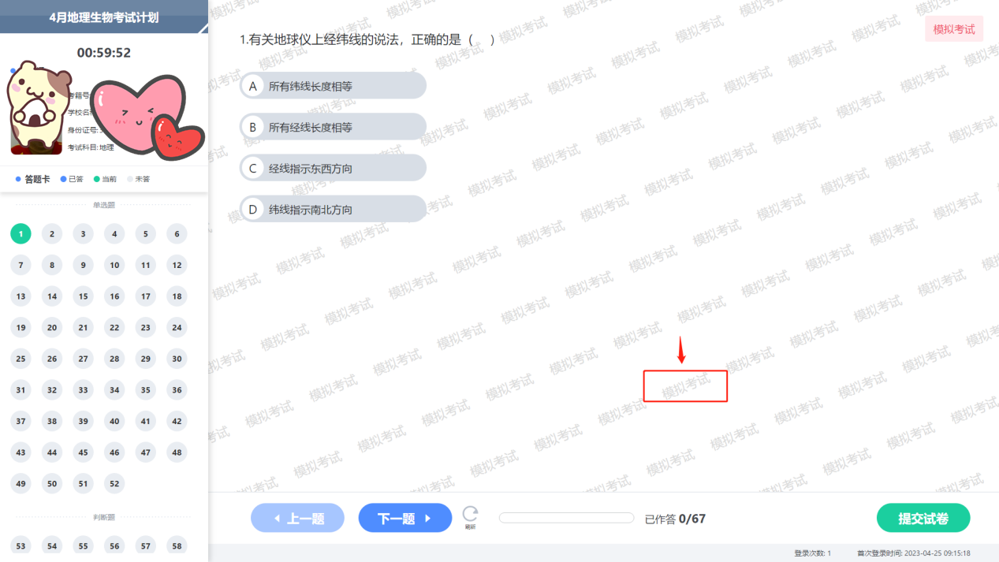 4月地理生物考试计划
00:59:52
考籍号
学校名称
身份证号:
考试科目: 地理
答题卡 已答 当前 未答
单选题
1 2 3 4 5 6
7 8 9 10 11 12
13 14 15 16 17 18
19 20 21 22 23 24
25 26 27 28 29 30
31 32 33 34 35 36
37 38 39 40 41 42
43 44 45 46 47 48
49 50 51 52
判断题
53 54 55 56 57 58
模拟考试
1.有关地球仪上经纬线的说法，正确的是（　）
A 所有纬线长度相等
B 所有经线长度相等
C 经线指示东西方向
D 纬线指示南北方向
模拟考试
上一题 下一题 刷新 已作答 0/67 提交试卷
登录次数: 1 首次登录时间: 2023-04-25 09:15:18